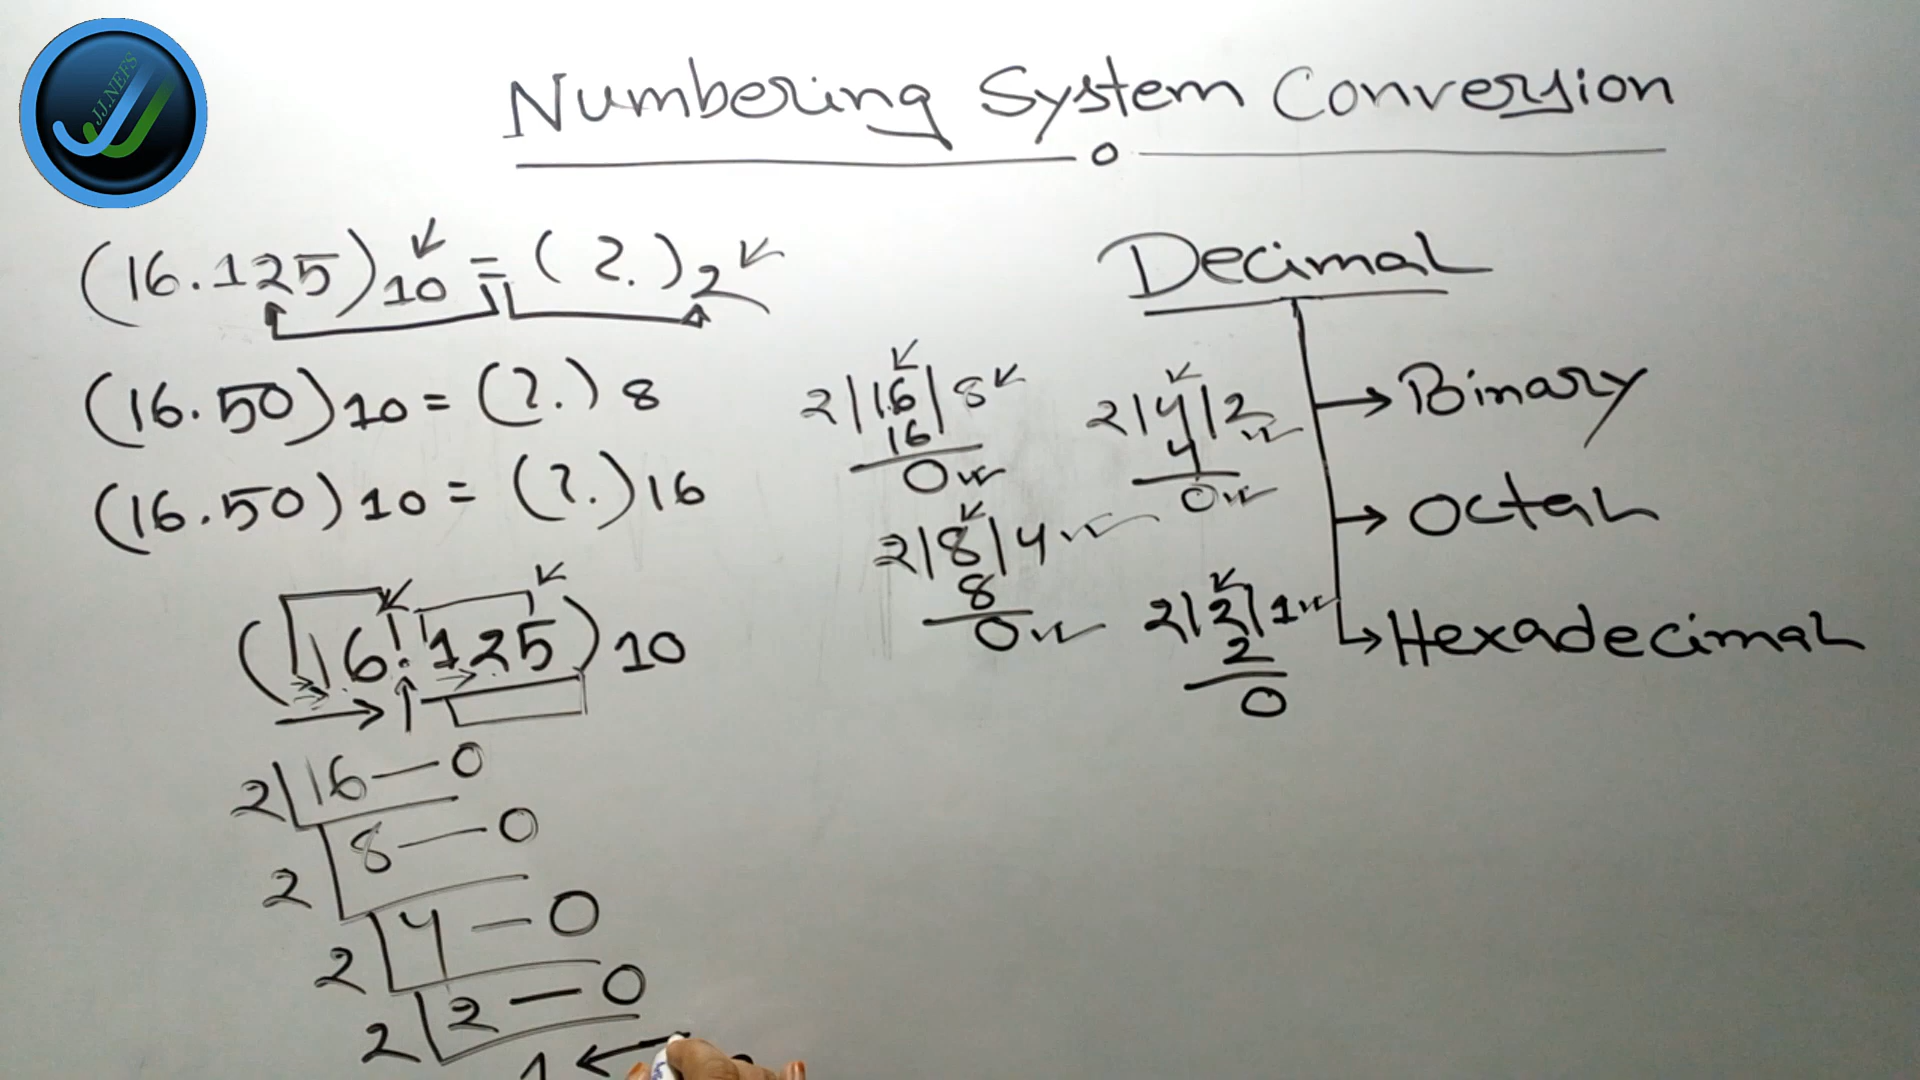 JJ.NEFS
Numbering System Conversion
(16.125)10 = (?.)2
(16.50)10 = (?.)8
(16.50)10 = (?.)16
(16.125)10
2|16—0
2|8—0
2|4—0
2|2—0
1
2|16|8
16
0
2|8|4
8
0
2|4|2
4
0
2|2|1
2
0
Decimal
→ Binary
→ Octal
→ Hexadecimal